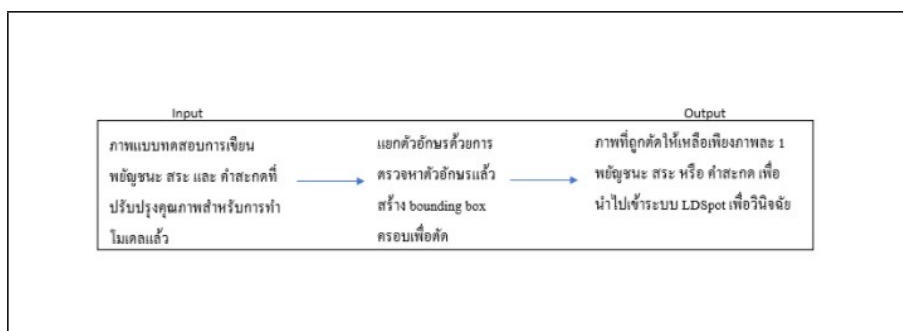 Input
Output
ภาพแบบทดสอบการเขียน
พยัญชนะ สระ และ คำสะกดที่
ปรับปรุงคุณภาพสำหรับการทำ
โมเดลแล้ว
แยกตัวอักษรด้วยการ
ตรวจหาตัวอักษรแล้ว
สร้าง bounding box
ครอบเพื่อตัด
ภาพที่ถูกตัดให้เหลือเพียงภาพละ 1
พยัญชนะ สระ หรือ คำสะกด เพื่อ
นำไปเข้าระบบ LDSpot เพื่อวินิจฉัย